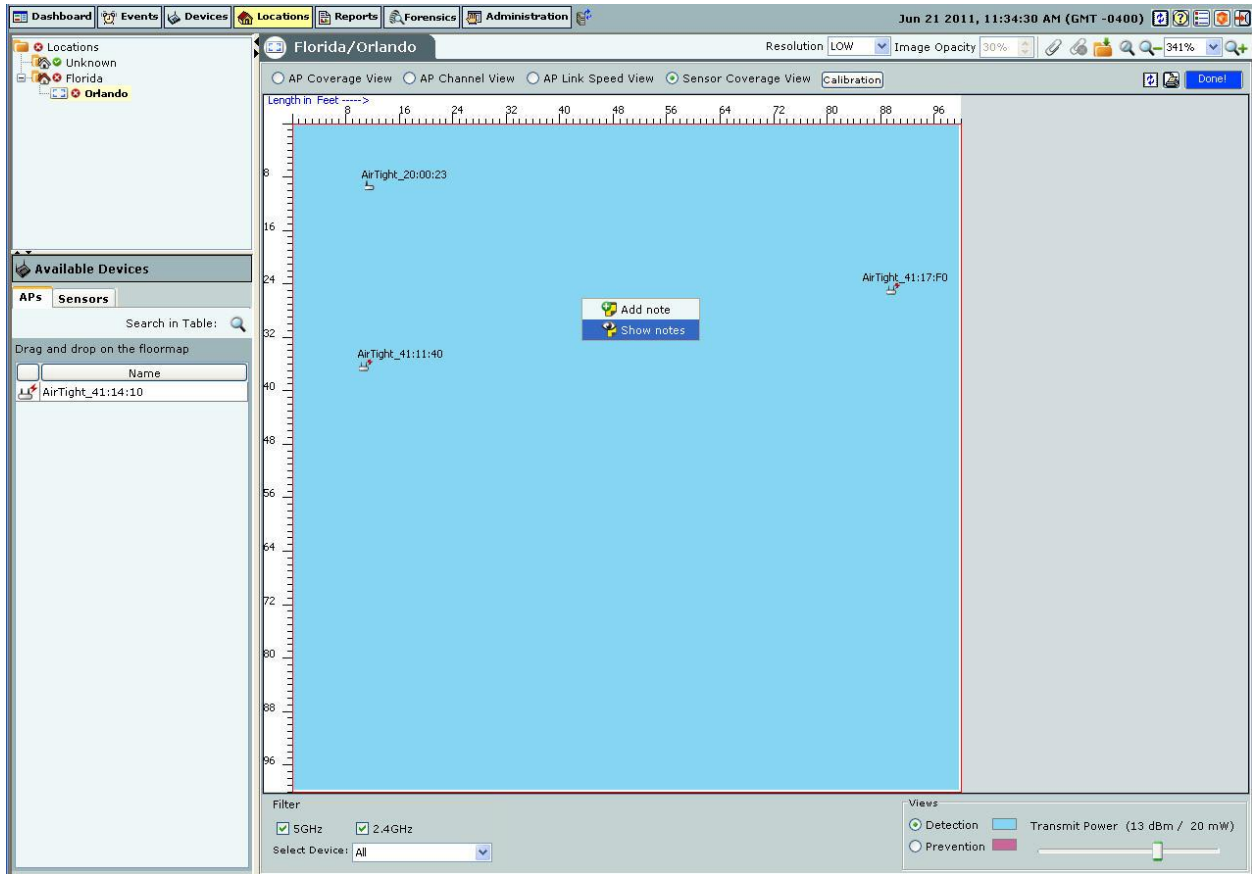 Dashboard Events Devices Locations Reports Forensics Administration Jun 21 2011, 11:34:30 AM (GMT -0400)
Locations
Unknown
Florida
Orlando
Florida/Orlando Resolution LOW Image Opacity 30% 341%
AP Coverage View AP Channel View AP Link Speed View Sensor Coverage View Calibration Done!
Length in Feet ----->
8 16 24 32 40 48 56 64 72 80 88 96
8
16
24
32
40
48
56
64
72
80
88
96
AirTight_20:00:23
AirTight_41:17:F0
Add note
Show notes
AirTight_41:11:40
Available Devices
APs Sensors
Search in Table:
Drag and drop on the floormap
Name
AirTight_41:14:10
Filter
5GHz 2.4GHz
Select Device: All
Views
Detection Transmit Power (13 dBm / 20 mW)
Prevention